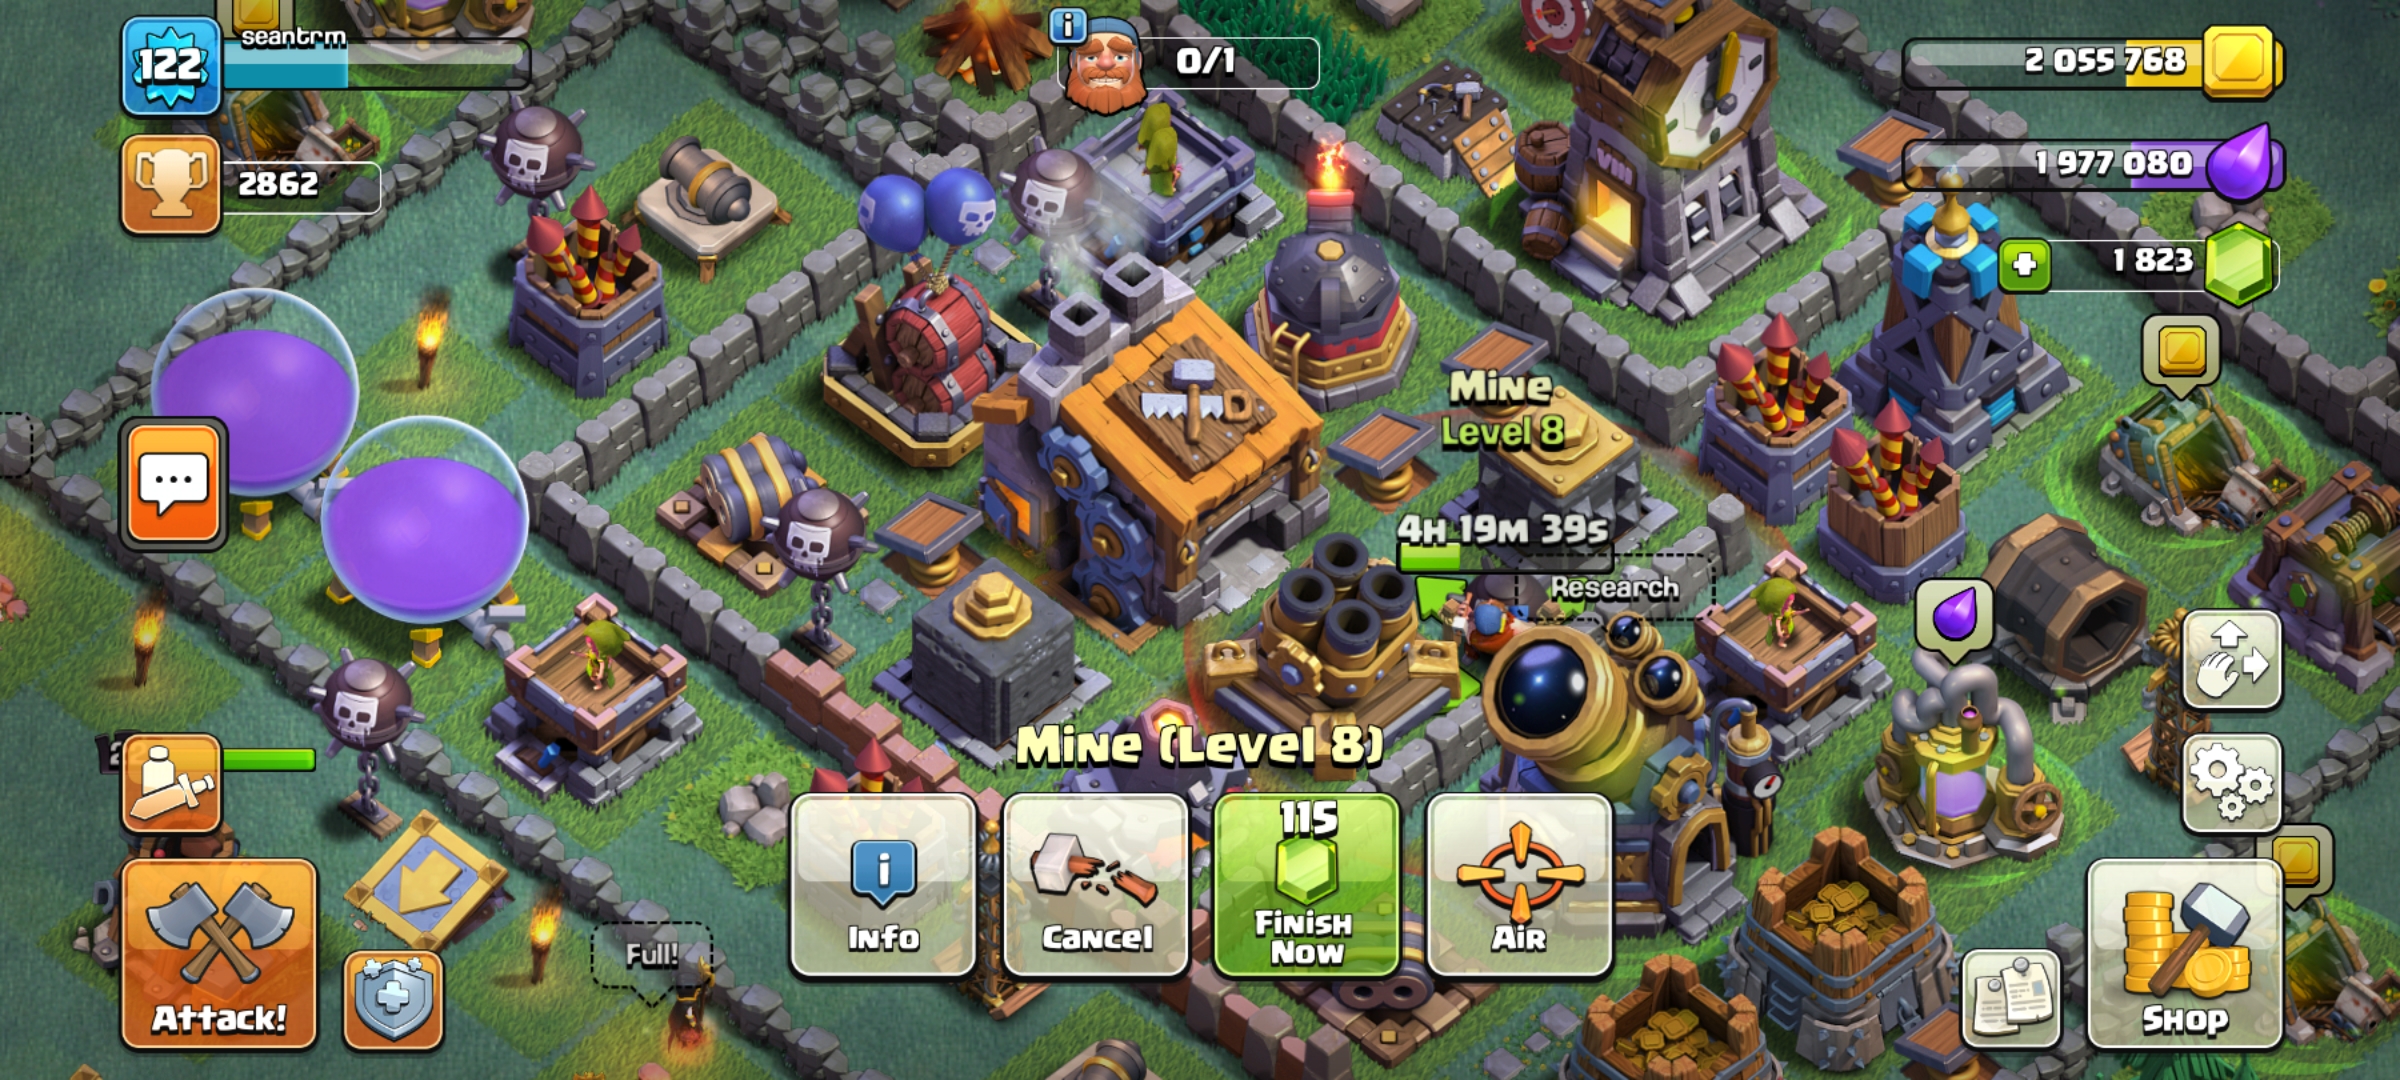 122
seantrm
0/1
2 055 768
2862
1 977 080
1 823
VIII
Mine
Level 8
4H 19M 39s
Research
Mine (Level 8)
115
Info
Cancel
Finish
Now
Air
Full!
Attack!
Shop